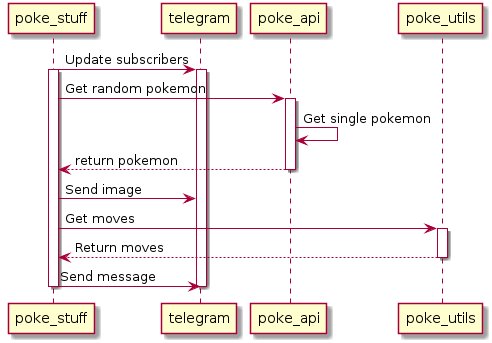 poke_stuff telegram poke_api poke_utils
Update subscribers
Get random pokemon
Get single pokemon
return pokemon
Send image
Get moves
Return moves
Send message
poke_stuff telegram poke_api poke_utils